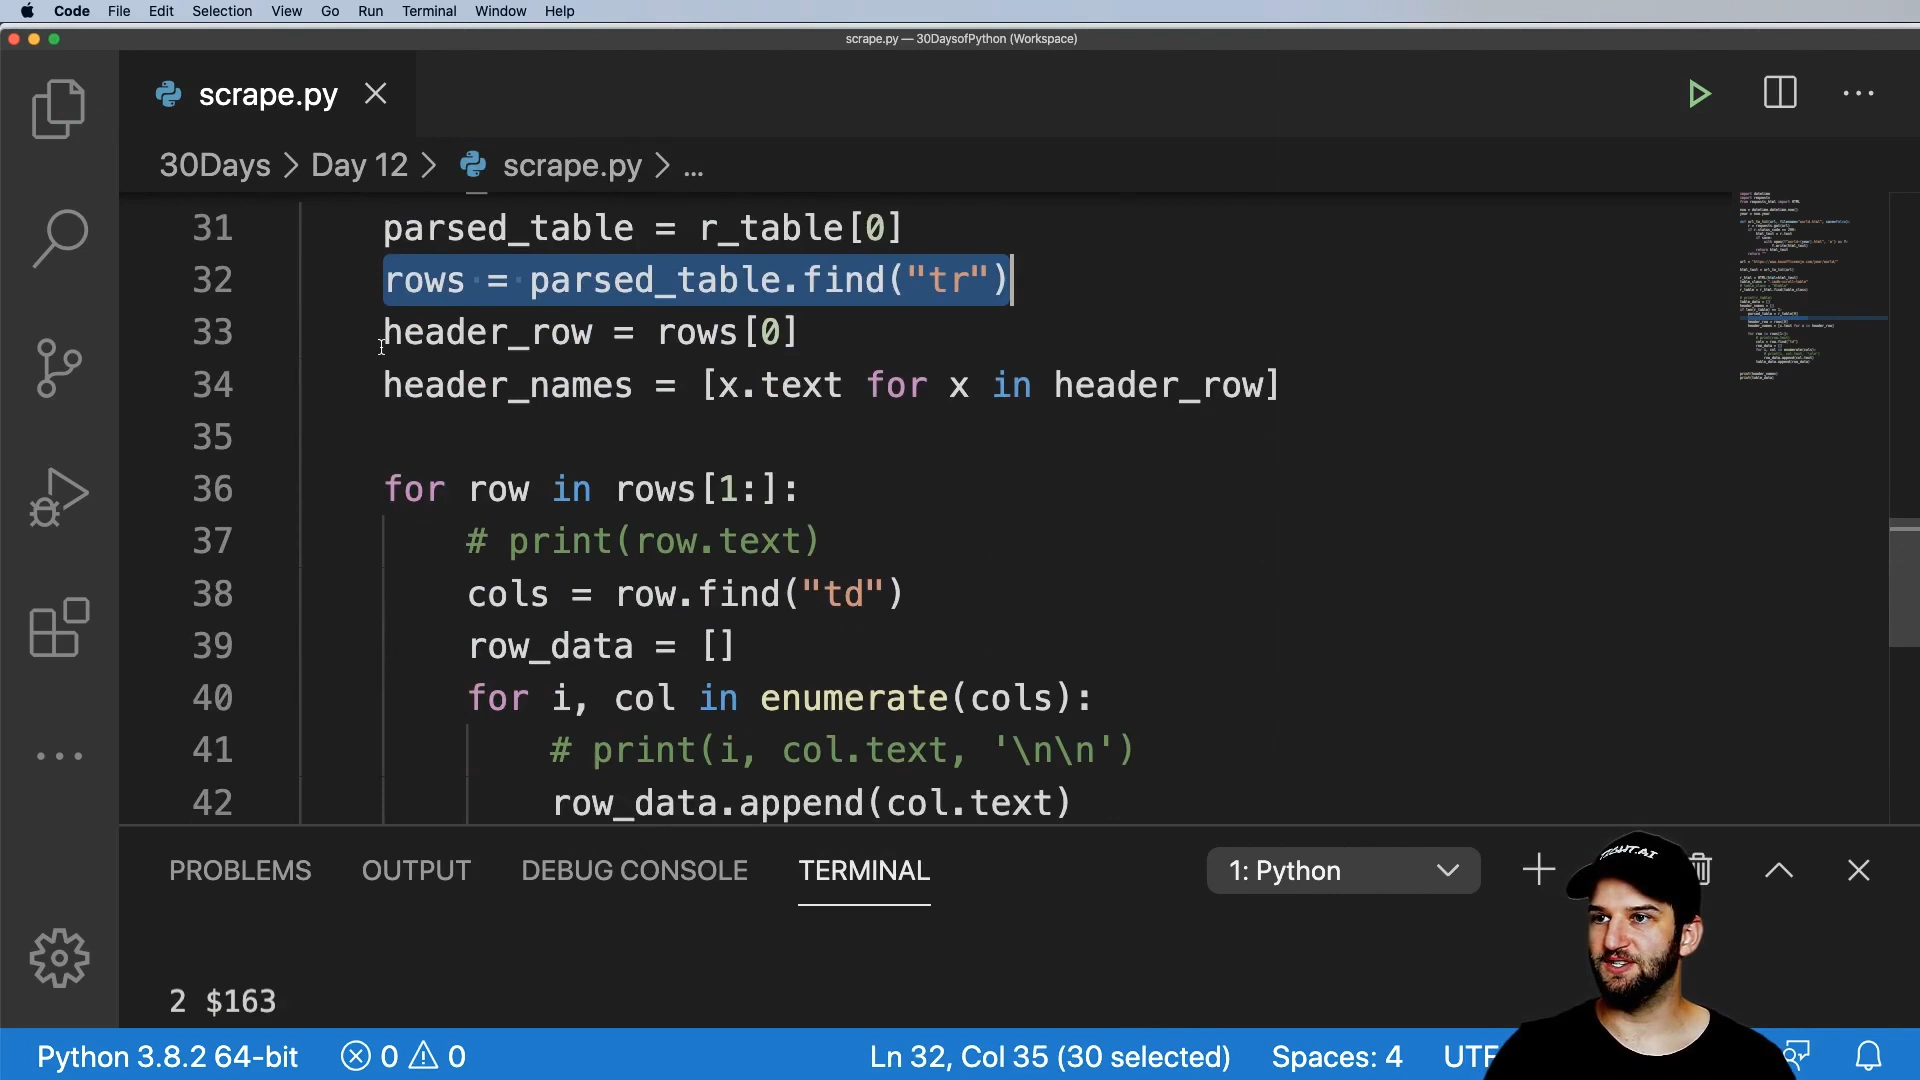 Code File Edit Selection View Go Run Terminal Window Help
scrape.py — 30DaysofPython (Workspace)
scrape.py
30Days > Day 12 > scrape.py > ...
31 parsed_table = r_table[0]
32 rows = parsed_table.find("tr")
33 header_row = rows[0]
34 header_names = [x.text for x in header_row]
35
36 for row in rows[1:]:
37 # print(row.text)
38 cols = row.find("td")
39 row_data = []
40 for i, col in enumerate(cols):
41 # print(i, col.text, '\n\n')
42 row_data.append(col.text)
PROBLEMS OUTPUT DEBUG CONSOLE TERMINAL 1: Python
2 $163
Python 3.8.2 64-bit 0 0 Ln 32, Col 35 (30 selected) Spaces: 4 UTF